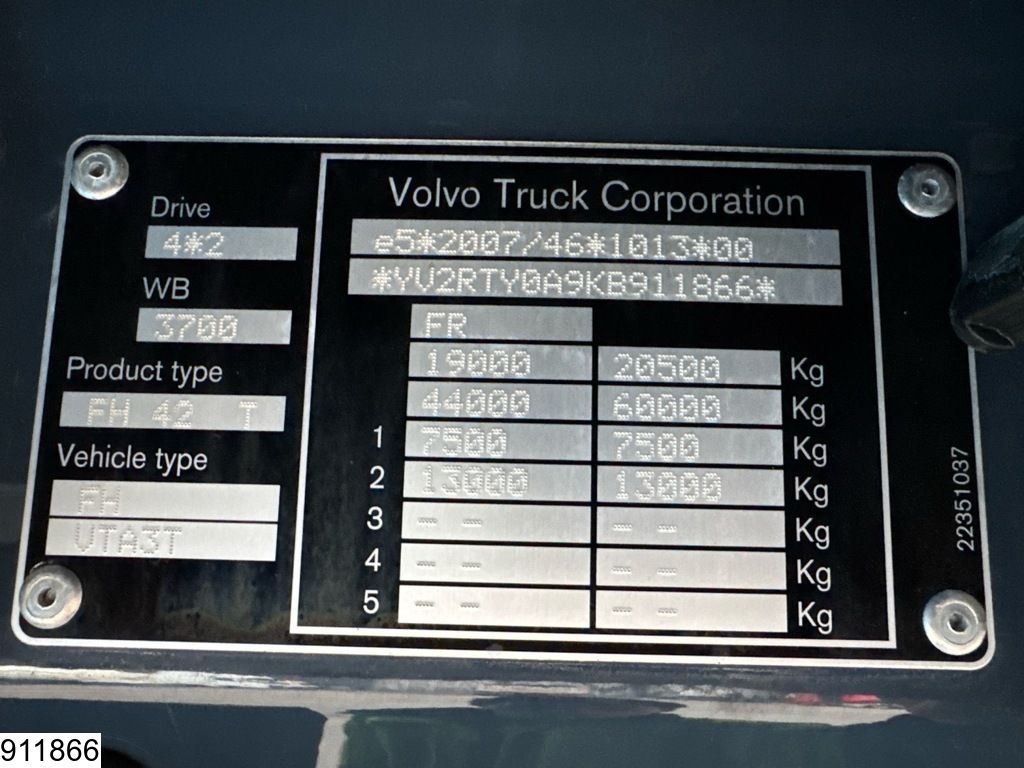 Volvo Truck Corporation
Drive
4*2
e5*2007/46*1013*00
*YV2RTY0A9KB911866*
WB
3700
FR
Product type
FH 42 T
19000 20500 Kg
44000 60000 Kg
1 7500 7500 Kg
2 13000 13000 Kg
3 -- -- Kg
4 -- -- Kg
5 -- -- Kg
Vehicle type
FH
VTA3T
22351037
911866